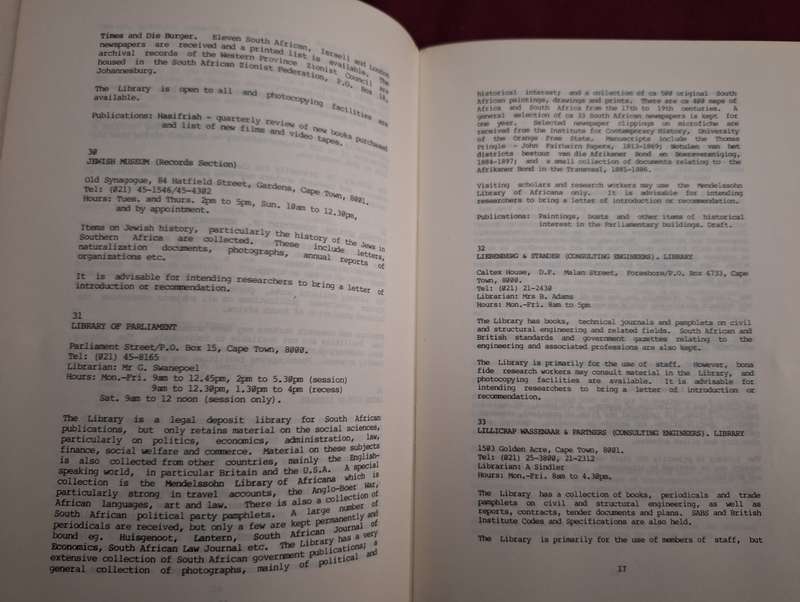 Times and Die Burger. Eleven South African, Israeli and London
newspapers are received and a printed list is available. The
archival records of the Western Province Zionist Council are
housed in the South African Zionist Federation, P.O. Box 18,
Johannesburg.
The Library is open to all and photocopying facilities are
available.
Publications: Hasifriah - quarterly review of new books purchased
and list of new films and video tapes.
30
JEWISH MUSEUM (Records Section)
Old Synagogue, 84 Hatfield Street, Gardens, Cape Town, 8001.
Tel: (021) 45-1546/45-4302
Hours: Tues. and Thurs. 2pm to 5pm, Sun. 10am to 12.30pm,
and by appointment.
Items on Jewish history, particularly the history of the Jews in
Southern Africa are collected. These include letters,
naturalization documents, photographs, annual reports of
organizations etc.
It is advisable for intending researchers to bring a letter of
introduction or recommendation.
31
LIBRARY OF PARLIAMENT
Parliament Street/P.O. Box 15, Cape Town, 8000.
Tel: (021) 45-8165
Librarian: Mr G. Swanepoel
Hours: Mon.-Fri. 9am to 12.45pm, 2pm to 5.30pm (session)
9am to 12.30pm, 1.30pm to 4pm (recess)
Sat. 9am to 12 noon (session only).
The Library is a legal deposit library for South African
publications, but only retains material on the social sciences,
particularly on politics, economics, administration, law,
finance, social welfare and commerce. Material on these subjects
is also collected from other countries, mainly the English-
speaking world, in particular Britain and the U.S.A. A special
collection is the Mendelssohn Library of Africana which is
particularly strong in travel accounts, the Anglo-Boer War,
African languages, art and law. There is also a collection of
South African political party pamphlets. A large number of
periodicals are received, but only a few are kept permanently and
bound eg. Huisgenoot, Lantern, South African Journal of
Economics, South African Law Journal etc. The Library has a very
extensive collection of South African government publications; a
general collection of photographs, mainly of political and
historical interest; and a collection of ca 500 original South
African paintings, drawings and prints. There are ca 400 maps of
Africa and South Africa from the 17th to 19th centuries. A
general selection of ca 33 South African newspapers is kept for
one year. Selected newspaper clippings on microfiche are
received from the Institute for Contemporary History, University
of the Orange Free State. Manuscripts include the Thomas
Pringle - John Fairbairn Papers, 1813-1869; Notulen van het
districts bestuur van die Afrikaner Bond en Boerevereniging,
1884-1897; and a small collection of documents relating to the
Afrikaner Bond in the Transvaal, 1885-1886.
Visiting scholars and research workers may use the Mendelssohn
Library of Africana only. It is advisable for intending
researchers to bring a letter of introduction or recommendation.
Publications: Paintings, busts and other items of historical
interest in the Parliamentary buildings. Draft.
32
LIEBENBERG & STANDER (CONSULTING ENGINEERS). LIBRARY
Caltex House, D.F. Malan Street, Foreshore/P.O. Box 6733, Cape
Town, 8000.
Tel: (021) 21-2430
Librarian: Mrs B. Adams
Hours: Mon-Fri. 8am to 5pm
The Library has books, technical journals and pamphlets on civil
and structural engineering and related fields. South African and
British standards and government gazettes relating to the
engineering and associated professions are also kept.
The Library is primarily for the use of staff. However, bona
fide research workers may consult material in the Library, and
photocopying facilities are available. It is advisable for
intending researchers to bring a letter of introduction or
recommendation.
33
LILLICRAP WASSENAAR & PARTNERS (CONSULTING ENGINEERS). LIBRARY
1503 Golden Acre, Cape Town, 8001.
Tel: (021) 25-3800, 21-2312
Librarian: A Sindler
Hours: Mon-Fri. 8am to 4.30pm.
The Library has a collection of books, periodicals and trade
pamphlets on civil and structural engineering, as well as
reports, contracts, tender documents and plans. SABS and British
Institute Codes and Specifications are also held.
The Library is primarily for the use of members of staff, but